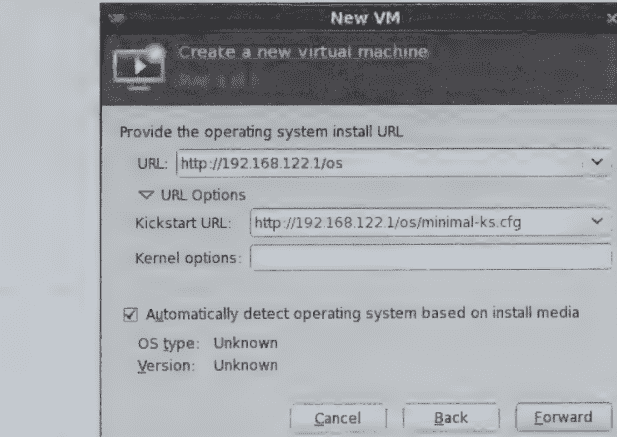 New VM
Create a new virtual machine
Provide the operating system install URL
URL: http://192.168.122.1/os
URL Options
Kickstart URL: http://192.168.122.1/os/minimal-ks.cfg
Kernel options:
Automatically detect operating system based on install media
OS type: Unknown
Version: Unknown
Cancel Back Forward